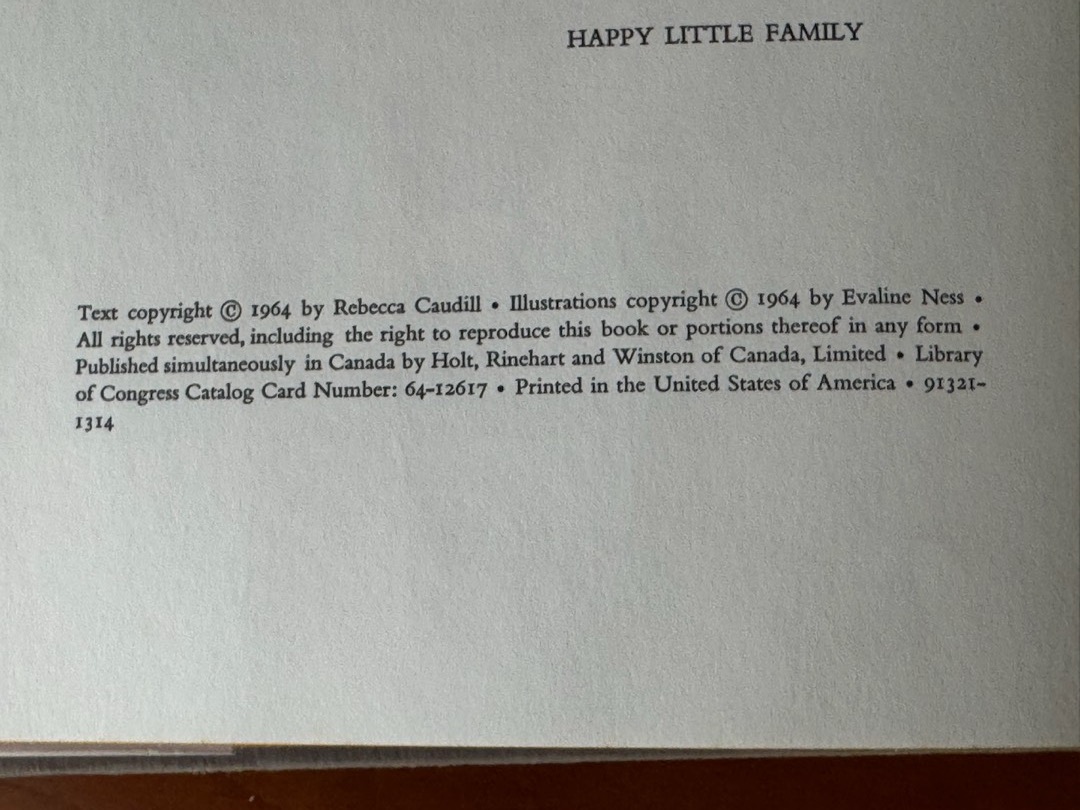 HAPPY LITTLE FAMILY
Text copyright © 1964 by Rebecca Caudill • Illustrations copyright © 1964 by Evaline Ness •
All rights reserved, including the right to reproduce this book or portions thereof in any form •
Published simultaneously in Canada by Holt, Rinehart and Winston of Canada, Limited • Library
of Congress Catalog Card Number: 64-12617 • Printed in the United States of America • 91321-
1314